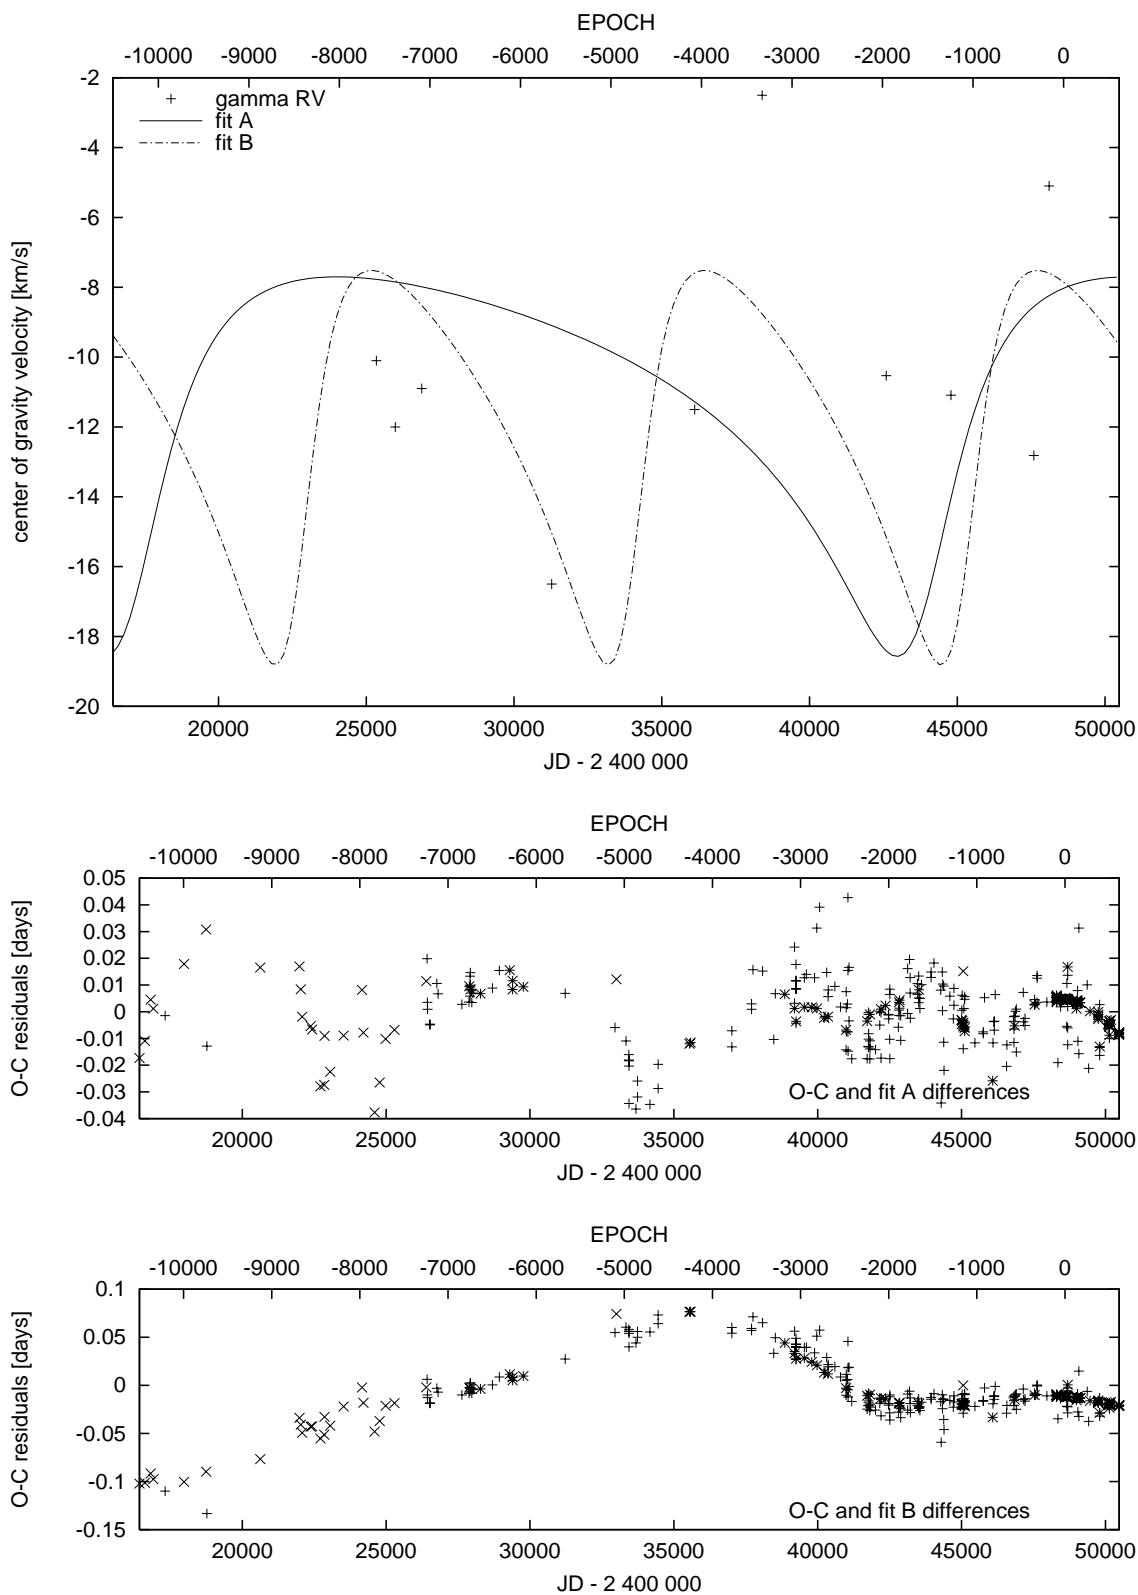 EPOCH
-10000 -9000 -8000 -7000 -6000 -5000 -4000 -3000 -2000 -1000 0
-2
gamma RV
fit A
fit B
-4
-6
-8
-10
-12
-14
-16
-18
-20
center of gravity velocity [km/s]
20000 25000 30000 35000 40000 45000 50000
JD - 2 400 000
EPOCH
-10000 -9000 -8000 -7000 -6000 -5000 -4000 -3000 -2000 -1000 0
0.05
0.04
0.03
0.02
0.01
0
-0.01
-0.02
-0.03
-0.04
O-C residuals [days]
O-C and fit A differences
20000 25000 30000 35000 40000 45000 50000
JD - 2 400 000
EPOCH
-10000 -9000 -8000 -7000 -6000 -5000 -4000 -3000 -2000 -1000 0
0.1
0.05
0
-0.05
-0.1
-0.15
O-C residuals [days]
O-C and fit B differences
20000 25000 30000 35000 40000 45000 50000
JD - 2 400 000